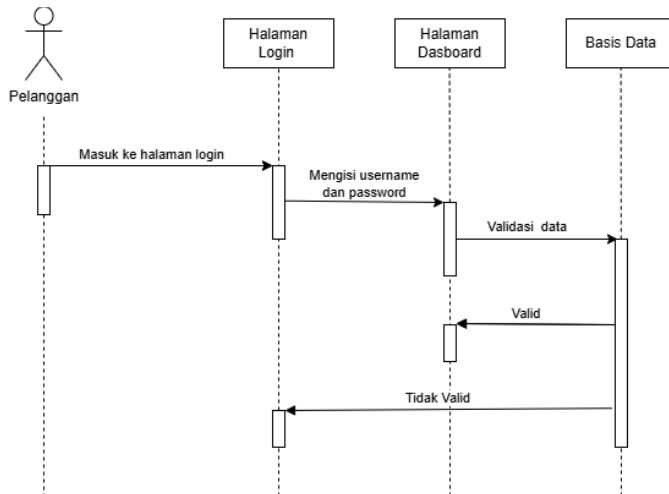 Halaman
Login
Halaman
Dasboard
Basis Data
Pelanggan
Masuk ke halaman login
Mengisi username
dan password
Validasi data
Valid
Tidak Valid